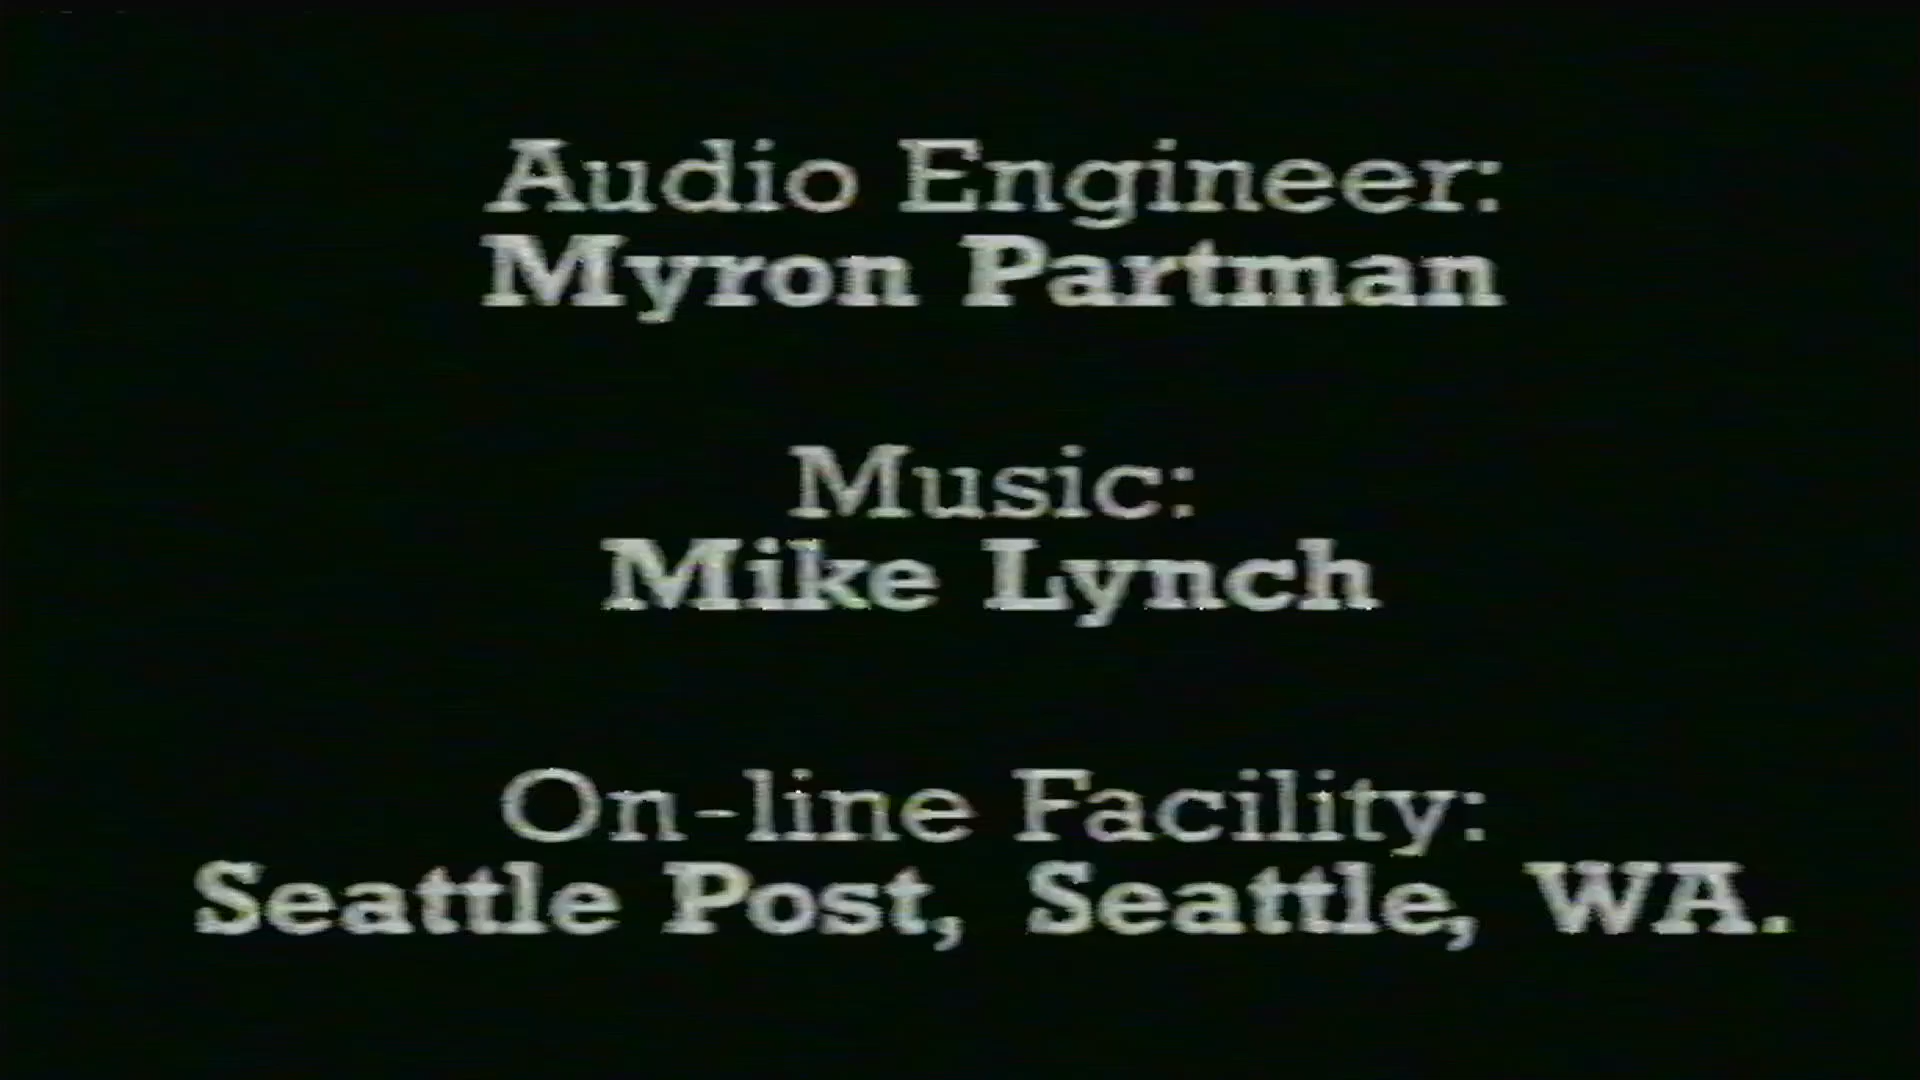 Audio Engineer:
Myron Partman
Music:
Mike Lynch
On-line Facility:
Seattle Post, Seattle, WA.